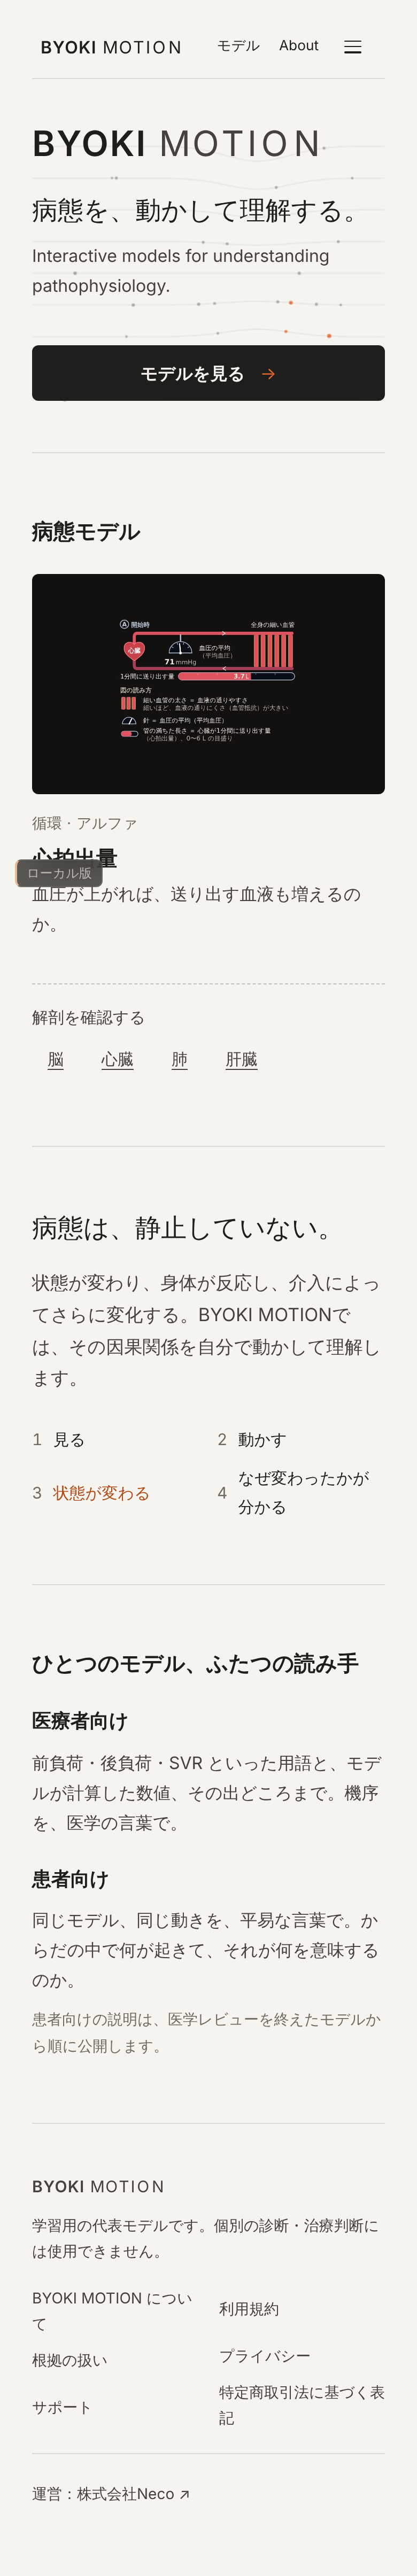 BYOKI MOTION モデル About
BYOKI MOTION
病態を、動かして理解する。
Interactive models for understanding
pathophysiology.
モデルを見る →
病態モデル
A 開始時 全身の細い血管
心臓
血圧の平均
(平均血圧)
71 mmHg
1分間に送り出す量 3.7 L
図の読み方
細い血管の太さ = 血液の通りやすさ
細いほど、血液の通りにくさ(血管抵抗)が大きい
針 = 血圧の平均(平均血圧)
管の満ちた長さ = 心臓が1分間に送り出す量
(心拍出量)、0〜6 L の目盛り
循環・アルファ
心拍出量
ローカル版
血圧が上がれば、送り出す血液も増えるの
か。
解剖を確認する
脳 心臓 肺 肝臓
病態は、静止していない。
状態が変わり、身体が反応し、介入によっ
てさらに変化する。BYOKI MOTIONで
は、その因果関係を自分で動かして理解し
ます。
1 見る
2 動かす
3 状態が変わる
4 なぜ変わったかが
分かる
ひとつのモデル、ふたつの読み手
医療者向け
前負荷・後負荷・SVR といった用語と、モデ
ルが計算した数値、その出どころまで。機序
を、医学の言葉で。
患者向け
同じモデル、同じ動きを、平易な言葉で。か
らだの中で何が起きて、それが何を意味する
のか。
患者向けの説明は、医学レビューを終えたモデルか
ら順に公開します。
BYOKI MOTION
学習用の代表モデルです。個別の診断・治療判断に
は使用できません。
BYOKI MOTION につい
て
利用規約
根拠の扱い
プライバシー
サポート
特定商取引法に基づく表
記
運営：株式会社Neco ↗